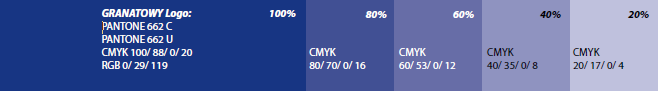 GRANATOWY Logo: 100%
PANTONE 662 C
PANTONE 662 U
CMYK 100/ 88/ 0/ 20
RGB 0/ 29/ 119
80%
CMYK
80/ 70/ 0/ 16
60%
CMYK
60/ 53/ 0/ 12
40%
CMYK
40/ 35/ 0/ 8
20%
CMYK
20/ 17/ 0/ 4